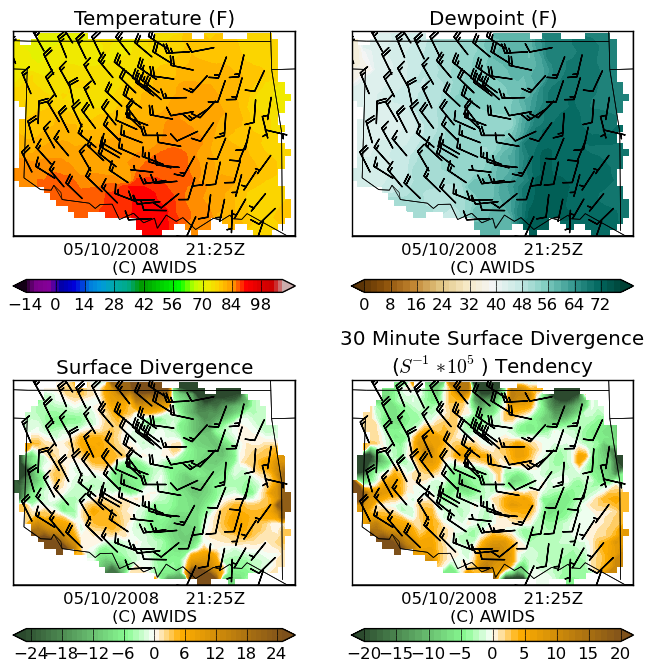 Temperature (F)
Dewpoint (F)
05/10/2008 21:25Z
(C) AWIDS
05/10/2008 21:25Z
(C) AWIDS
−14 0 14 28 42 56 70 84 98
0 8 16 24 32 40 48 56 64 72
Surface Divergence
30 Minute Surface Divergence
(S⁻¹ *10⁵ ) Tendency
05/10/2008 21:25Z
(C) AWIDS
05/10/2008 21:25Z
(C) AWIDS
−24−18−12 −6 0 6 12 18 24
−20−15−10 −5 0 5 10 15 20